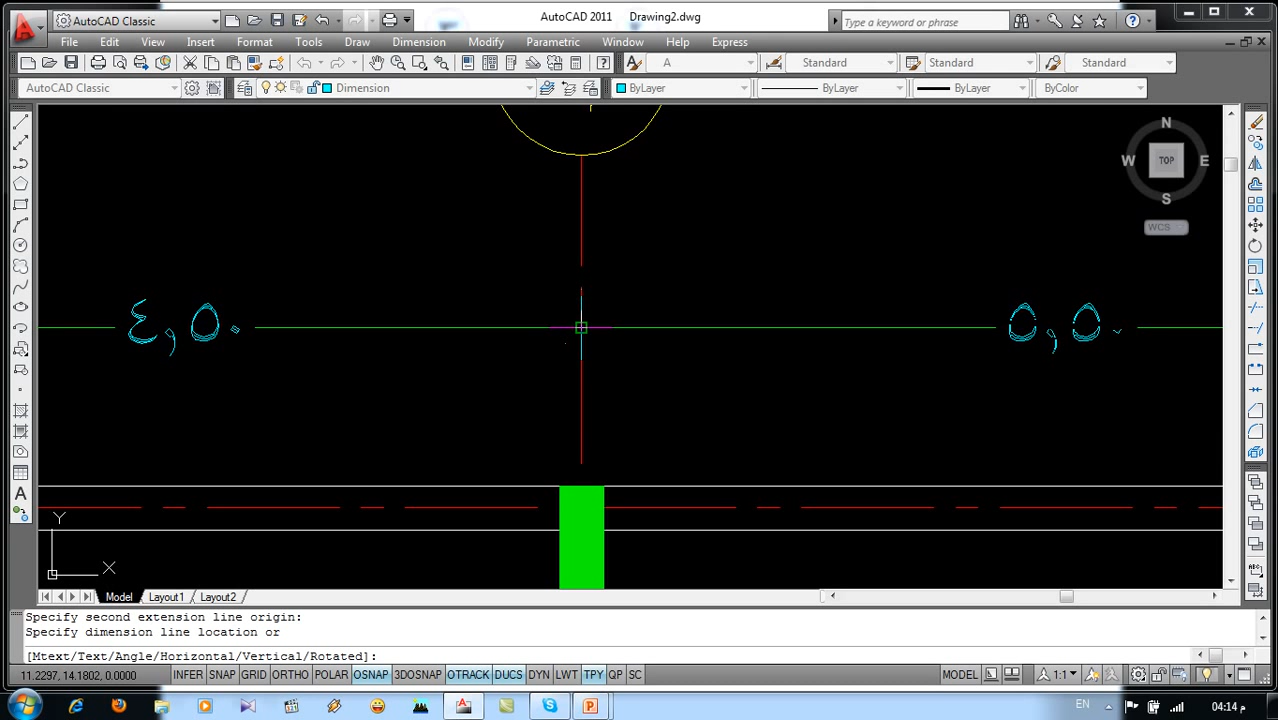 AutoCAD Classic
AutoCAD 2011 Drawing2.dwg
Type a keyword or phrase
File Edit View Insert Format Tools Draw Dimension Modify Parametric Window Help Express
A Standard Standard Standard
AutoCAD Classic Dimension ByLayer ByLayer ByLayer ByColor
N
W TOP E
S
WCS
٤,٥٠ ٥,٥٠
Y
X
Model Layout1 Layout2
Specify second extension line origin:
Specify dimension line location or
[Mtext/Text/Angle/Horizontal/Vertical/Rotated]:
11.2297, 14.1802, 0.0000 INFER SNAP GRID ORTHO POLAR OSNAP 3DOSNAP OTRACK DUCS DYN LWT TPY QP SC MODEL 1:1
EN 04:14 م